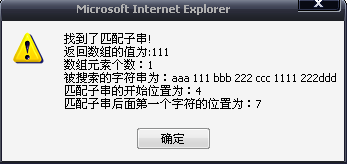 Microsoft Internet Explorer
找到了匹配子串!
返回数组的值为:111
数组元素个数：1
被搜索的字符串为：aaa 111 bbb 222 ccc 1111 222ddd
匹配子串的开始位置为：4
匹配子串后面第一个字符的位置为：7
确定